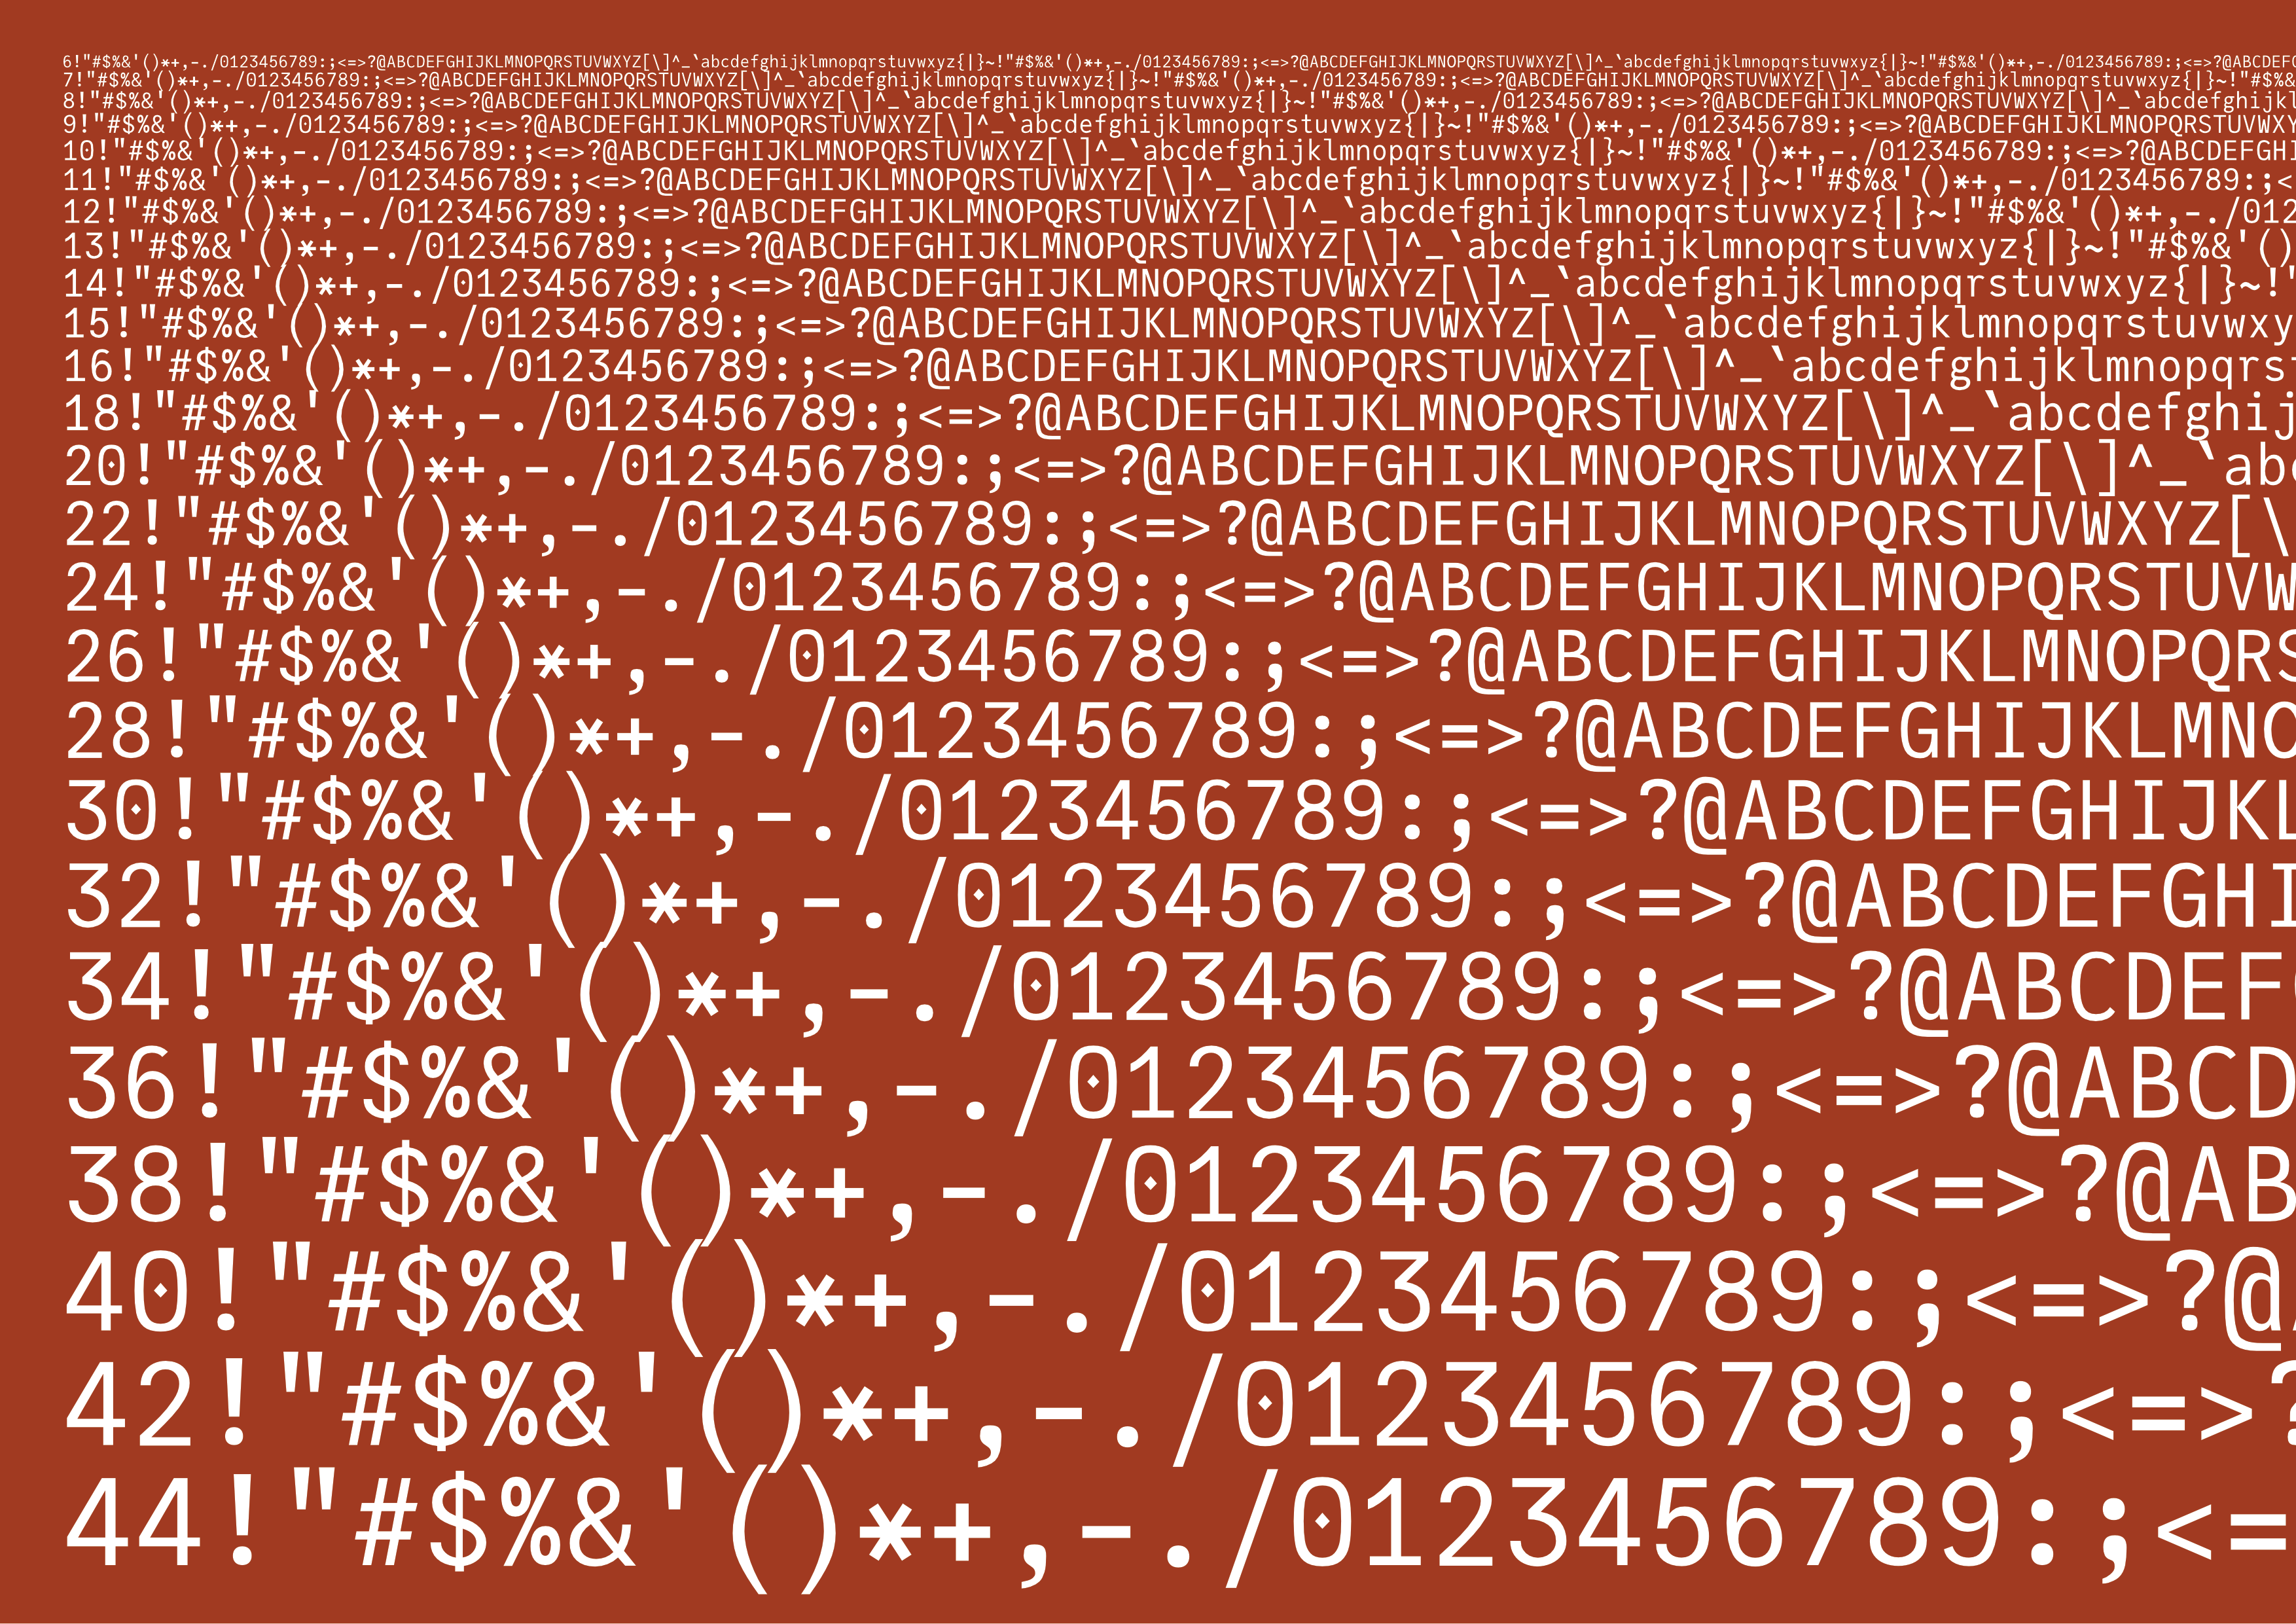 6!"#$%&'()*+,-./0123456789:;<=>?@ABCDEFGHIJKLMNOPQRSTUVWXYZ[\]^_`abcdefghijklmnopqrstuvwxyz{|}~!"#$%&'()*+,-./0123456789:;<=>?@ABCDEFGHIJKLMNOPQRSTUVWXYZ[\]^_`abcdefghijklmnopqrstuvwxyz{|}~!"#$%&'()*+,-./0123456789:;<=>?@ABCDEFG
7!"#$%&'()*+,-./0123456789:;<=>?@ABCDEFGHIJKLMNOPQRSTUVWXYZ[\]^_`abcdefghijklmnopqrstuvwxyz{|}~!"#$%&'()*+,-./0123456789:;<=>?@ABCDEFGHIJKLMNOPQRSTUVWXYZ[\]^_`abcdefghijklmnopqrstuvwxyz{|}~!"#$%&
8!"#$%&'()*+,-./0123456789:;<=>?@ABCDEFGHIJKLMNOPQRSTUVWXYZ[\]^_`abcdefghijklmnopqrstuvwxyz{|}~!"#$%&'()*+,-./0123456789:;<=>?@ABCDEFGHIJKLMNOPQRSTUVWXYZ[\]^_`abcdefghijkl
9!"#$%&'()*+,-./0123456789:;<=>?@ABCDEFGHIJKLMNOPQRSTUVWXYZ[\]^_`abcdefghijklmnopqrstuvwxyz{|}~!"#$%&'()*+,-./0123456789:;<=>?@ABCDEFGHIJKLMNOPQRSTUVWXY
10!"#$%&'()*+,-./0123456789:;<=>?@ABCDEFGHIJKLMNOPQRSTUVWXYZ[\]^_`abcdefghijklmnopqrstuvwxyz{|}~!"#$%&'()*+,-./0123456789:;<=>?@ABCDEFGHI
11!"#$%&'()*+,-./0123456789:;<=>?@ABCDEFGHIJKLMNOPQRSTUVWXYZ[\]^_`abcdefghijklmnopqrstuvwxyz{|}~!"#$%&'()*+,-./0123456789:;<
12!"#$%&'()*+,-./0123456789:;<=>?@ABCDEFGHIJKLMNOPQRSTUVWXYZ[\]^_`abcdefghijklmnopqrstuvwxyz{|}~!"#$%&'()*+,-./012
13!"#$%&'()*+,-./0123456789:;<=>?@ABCDEFGHIJKLMNOPQRSTUVWXYZ[\]^_`abcdefghijklmnopqrstuvwxyz{|}~!"#$%&'()
14!"#$%&'()*+,-./0123456789:;<=>?@ABCDEFGHIJKLMNOPQRSTUVWXYZ[\]^_`abcdefghijklmnopqrstuvwxyz{|}~!"
15!"#$%&'()*+,-./0123456789:;<=>?@ABCDEFGHIJKLMNOPQRSTUVWXYZ[\]^_`abcdefghijklmnopqrstuvwxy
16!"#$%&'()*+,-./0123456789:;<=>?@ABCDEFGHIJKLMNOPQRSTUVWXYZ[\]^_`abcdefghijklmnopqrst
18!"#$%&'()*+,-./0123456789:;<=>?@ABCDEFGHIJKLMNOPQRSTUVWXYZ[\]^_`abcdefghij
20!"#$%&'()*+,-./0123456789:;<=>?@ABCDEFGHIJKLMNOPQRSTUVWXYZ[\]^_`abc
22!"#$%&'()*+,-./0123456789:;<=>?@ABCDEFGHIJKLMNOPQRSTUVWXYZ[\
24!"#$%&'()*+,-./0123456789:;<=>?@ABCDEFGHIJKLMNOPQRSTUVW
26!"#$%&'()*+,-./0123456789:;<=>?@ABCDEFGHIJKLMNOPQRS
28!"#$%&'()*+,-./0123456789:;<=>?@ABCDEFGHIJKLMNO
30!"#$%&'()*+,-./0123456789:;<=>?@ABCDEFGHIJKL
32!"#$%&'()*+,-./0123456789:;<=>?@ABCDEFGHI
34!"#$%&'()*+,-./0123456789:;<=>?@ABCDEF
36!"#$%&'()*+,-./0123456789:;<=>?@ABCD
38!"#$%&'()*+,-./0123456789:;<=>?@AB
40!"#$%&'()*+,-./0123456789:;<=>?@
42!"#$%&'()*+,-./0123456789:;<=>?
44!"#$%&'()*+,-./0123456789:;<=